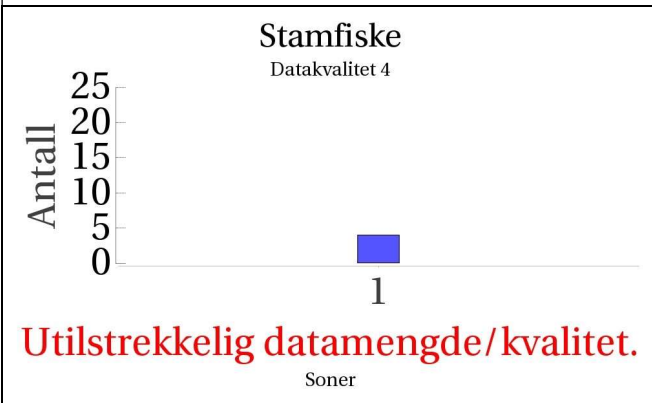 Stamfiske
Datakvalitet 4
25
20
15
10
5
0
Antall
1
Utilstrekkelig datamengde/kvalitet.
Soner